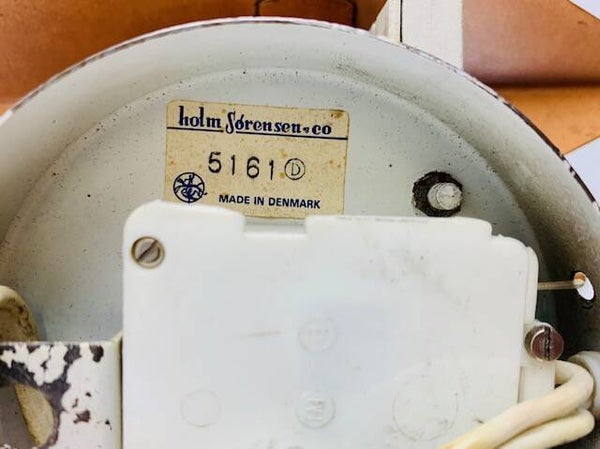 holm Sørensen & co
5161 Ⓓ
MADE IN DENMARK